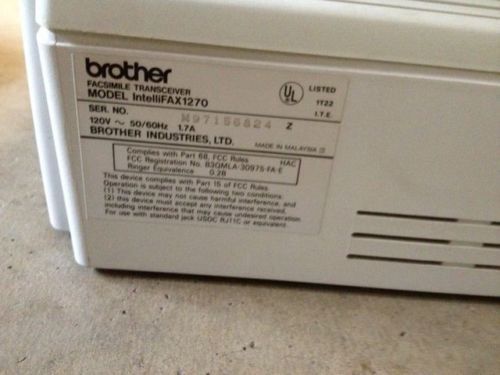 brother
FACSIMILE TRANSCEIVER
MODEL IntelliFAX1270
SER. NO. M97156824 Z
120V ~ 50/60Hz 1.7A
BROTHER INDUSTRIES, LTD.
UL LISTED
1T22
I.T.E.
MADE IN MALAYSIA
Complies with Part 68, FCC Rules HAC
FCC Registration No. B3QMLA-30975-FA-E
Ringer Equivalence 0.2B
This device complies with Part 15 of FCC Rules.
Operation is subject to the following two conditions.
(1) This device may not cause harmful interference, and
(2) this device must accept any interference received,
including interference that may cause undesired operation
For use with standard jack USOC RJ11C or equivalent.